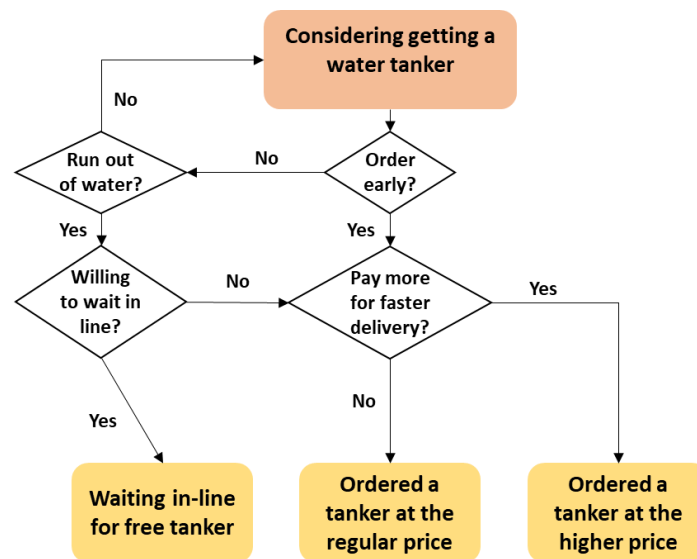 Considering getting a
water tanker
No
Run out
of water?
No
Order
early?
Yes
Yes
Willing
to wait in
line?
No
Pay more
for faster
delivery?
Yes
Yes
No
Waiting in-line
for free tanker
Ordered a
tanker at the
regular price
Ordered a
tanker at the
higher price